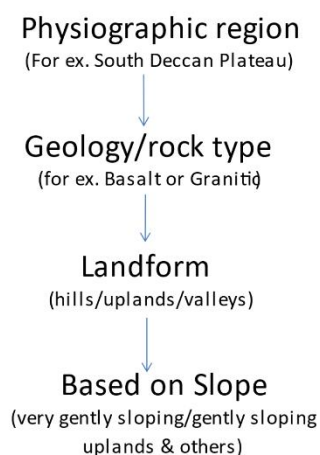 Physiographic region
(For ex. South Deccan Plateau)
Geology/rock type
(for ex. Basalt or Granitic)
Landform
(hills/uplands/valleys)
Based on Slope
(very gently sloping/gently sloping
uplands & others)